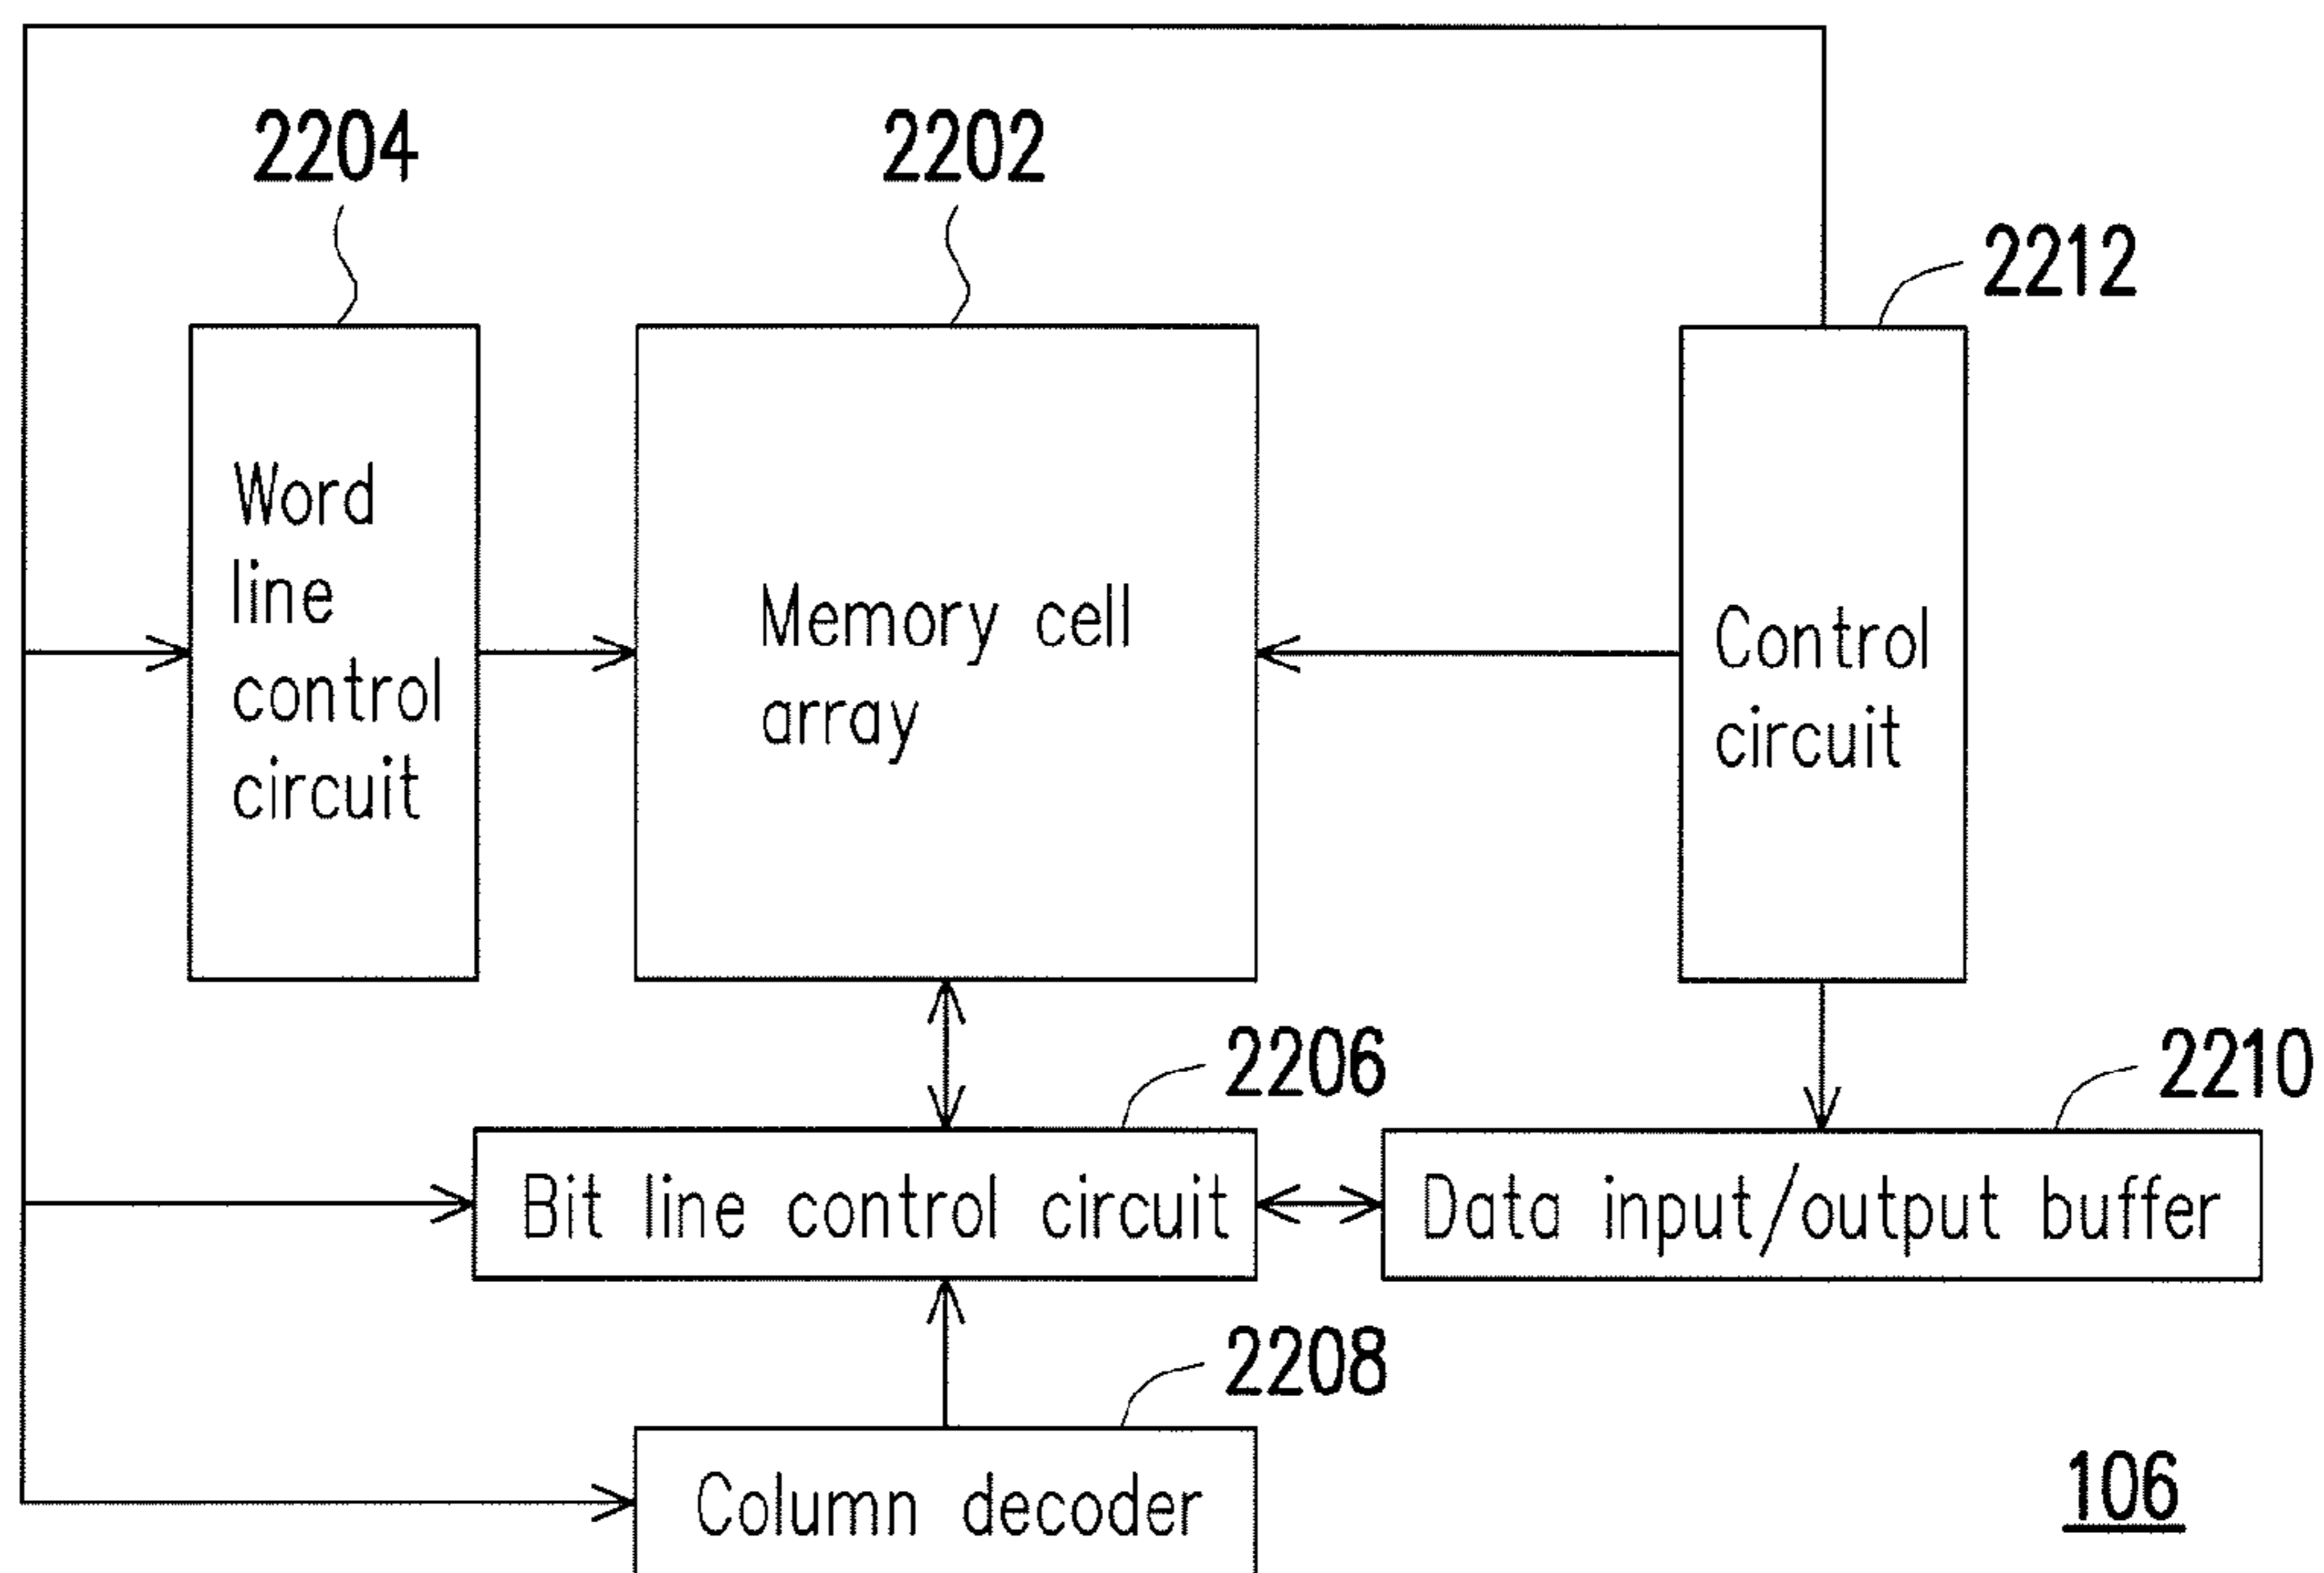 2204
2202
2212
Word
line
control
circuit
Memory cell
array
Control
circuit
2206
2210
Bit line control circuit
Data input/output buffer
2208
Column decoder
106